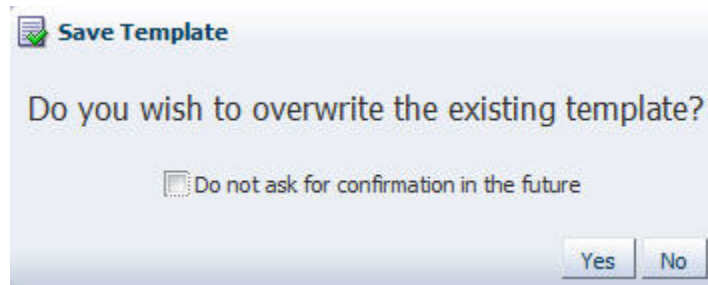 Save Template
Do you wish to overwrite the existing template?
Do not ask for confirmation in the future
Yes No